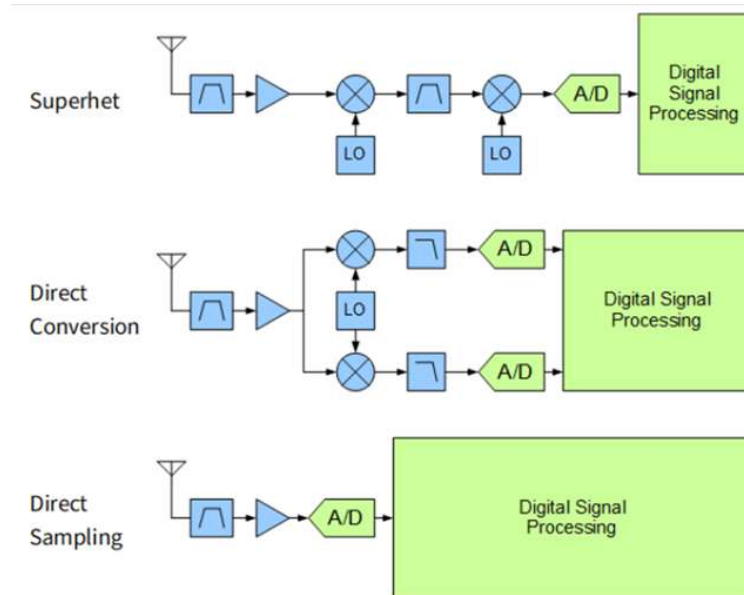 Superhet
LO
LO
A/D
Digital
Signal
Processing
Direct
Conversion
LO
A/D
A/D
Digital Signal
Processing
Direct
Sampling
A/D
Digital Signal
Processing